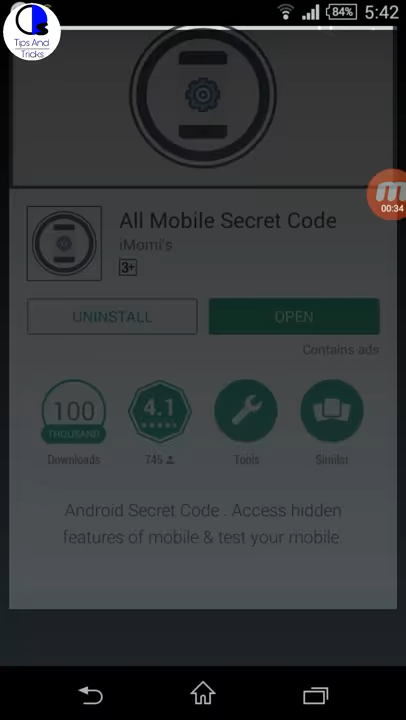 84%
5:42
Tips And
Tricks
00:34
All Mobile Secret Code
iMomi's
3+
UNINSTALL
OPEN
Contains ads
100
THOUSAND
4.1
Downloads
745
Tools
Similar
Android Secret Code . Access hidden
features of mobile & test your mobile.